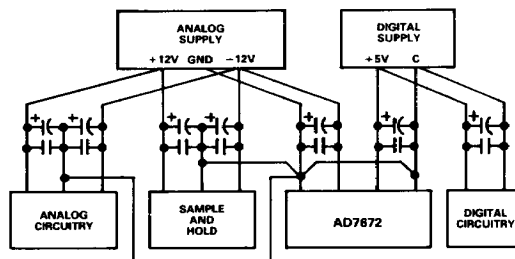 ANALOG
SUPPLY
+ 12V GND −12V
DIGITAL
SUPPLY
+5V C
+ + + + + +
ANALOG
CIRCUITRY
SAMPLE
AND
HOLD
AD7672
DIGITAL
CIRCUITRY